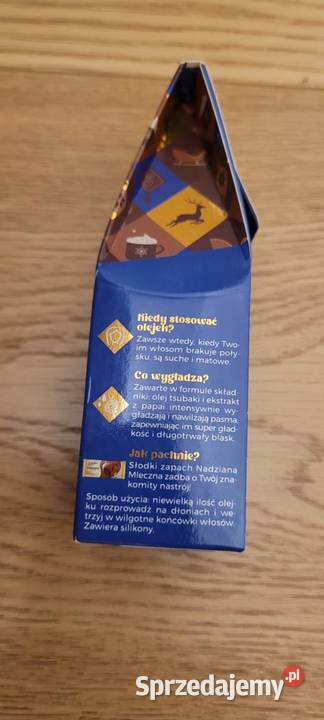 Kiedy stosować
olejek?
Zawsze wtedy, kiedy Two-
im włosom brakuje poły-
sku, są suche i matowe.
Co wygładza?
Zawarte w formule skład-
niki: olej tsubaki i ekstrakt
z papai intensywnie wy-
gładzają i nawilżają pasma,
zapewniając im super gład-
kość i długotrwały blask.
Jak pachnie?
Słodki zapach Nadziana
Mleczna zadba o Twój zna-
komity nastrój!
Sposób użycia: niewielką ilość olej-
ku rozprowadź na dłoniach i we-
trzyj w wilgotne końcówki włosów.
Zawiera silikony.
Sprzedajemy.pl